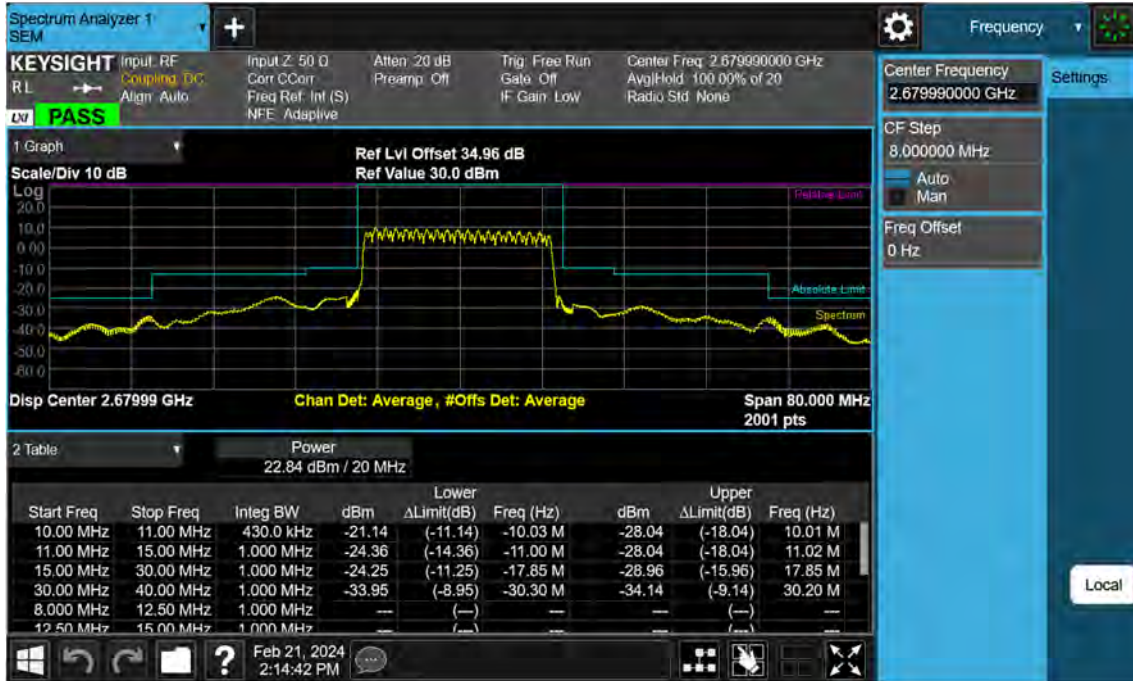 Spectrum Analyzer 1
SEM
+
Frequency
KEYSIGHT
RL
LXI
PASS
Input: RF
Coupling: DC
Align: Auto
Input Z: 50 Ω
Corr CCorr
Freq Ref: Int (S)
NFE: Adaptive
Atten: 20 dB
Preamp: Off
Trig: Free Run
Gate: Off
IF Gain: Low
Center Freq: 2.679990000 GHz
Avg|Hold: 100.00% of 20
Radio Std: None
Center Frequency
2.679990000 GHz
Settings
CF Step
8.000000 MHz
Auto
Man
Freq Offset
0 Hz
Local
1 Graph
Scale/Div 10 dB
Ref Lvl Offset 34.96 dB
Ref Value 30.0 dBm
Log
20.0
10.0
0.00
-10.0
-20.0
-30.0
-40.0
-50.0
-60.0
Relative Limit
Absolute Limit
Spectrum
Disp Center 2.67999 GHz
Chan Det: Average, #Offs Det: Average
Span 80.000 MHz
2001 pts
2 Table
Power
22.84 dBm / 20 MHz
Lower Upper
Start Freq Stop Freq Integ BW dBm ΔLimit(dB) Freq (Hz) dBm ΔLimit(dB) Freq (Hz)
10.00 MHz 11.00 MHz 430.0 kHz -21.14 (-11.14) -10.03 M -28.04 (-18.04) 10.01 M
11.00 MHz 15.00 MHz 1.000 MHz -24.36 (-14.36) -11.00 M -28.04 (-18.04) 11.02 M
15.00 MHz 30.00 MHz 1.000 MHz -24.25 (-11.25) -17.85 M -28.96 (-15.96) 17.85 M
30.00 MHz 40.00 MHz 1.000 MHz -33.95 (-8.95) -30.30 M -34.14 (-9.14) 30.20 M
8.000 MHz 12.50 MHz 1.000 MHz --- (---) --- --- (---) ---
12.50 MHz 15.00 MHz 1.000 MHz --- (---) --- --- (---) ---
?
Feb 21, 2024
2:14:42 PM